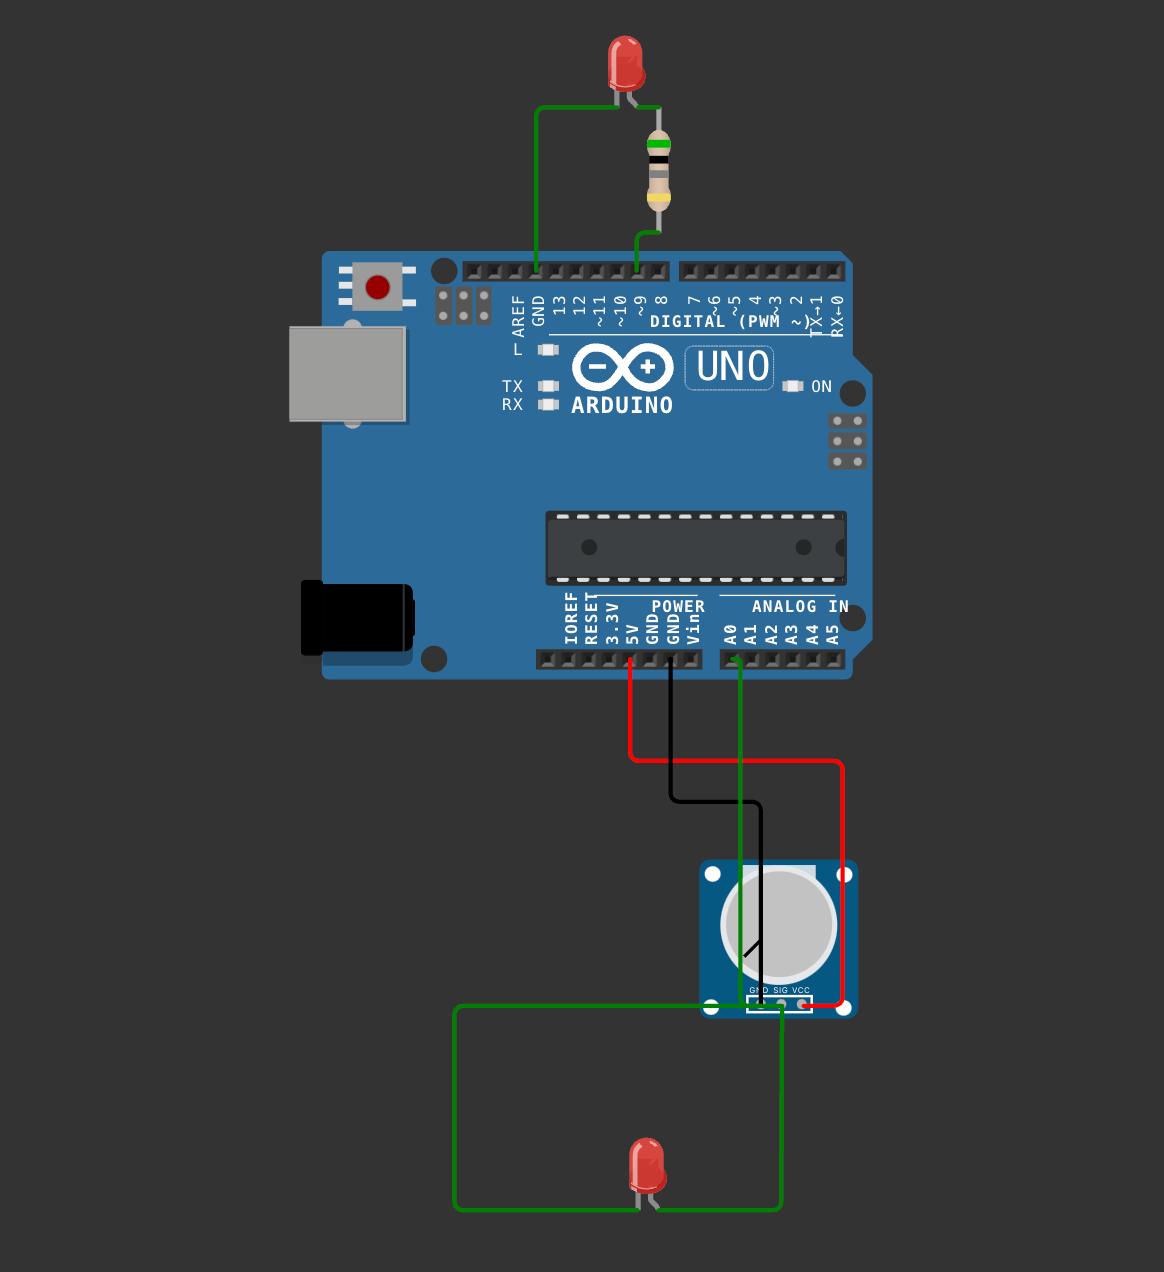 AREF
GND
13
12
~11
~10
~9
8
7
~6
~5
4
~3
2
TX→1
RX←0
DIGITAL (PWM ~)
L
UNO
TX
ON
RX
ARDUINO
POWER
ANALOG IN
IOREF
RESET
3.3V
5V
GND
GND
Vin
A0
A1
A2
A3
A4
A5
GND SIG VCC